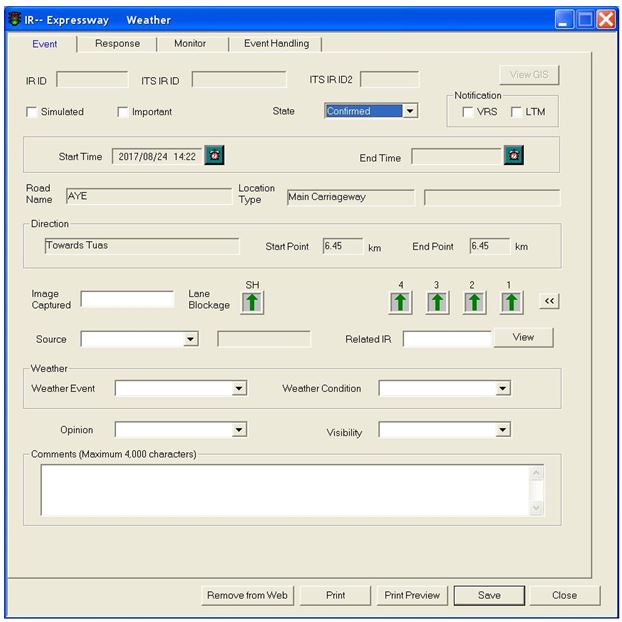 IR-- Expressway Weather
Event Response Monitor Event Handling
IR ID ITS IR ID ITS IR ID2 View GIS
Simulated Important State Confirmed Notification
VRS LTM
Start Time 2017/08/24 14:22 End Time
Road Name AYE Location Type Main Carriageway
Direction
Towards Tuas Start Point 6.45 km End Point 6.45 km
Image Captured Lane Blockage SH 4 3 2 1 <<
Source Related IR View
Weather
Weather Event Weather Condition
Opinion Visibility
Comments (Maximum 4,000 characters)
Remove from Web Print Print Preview Save Close